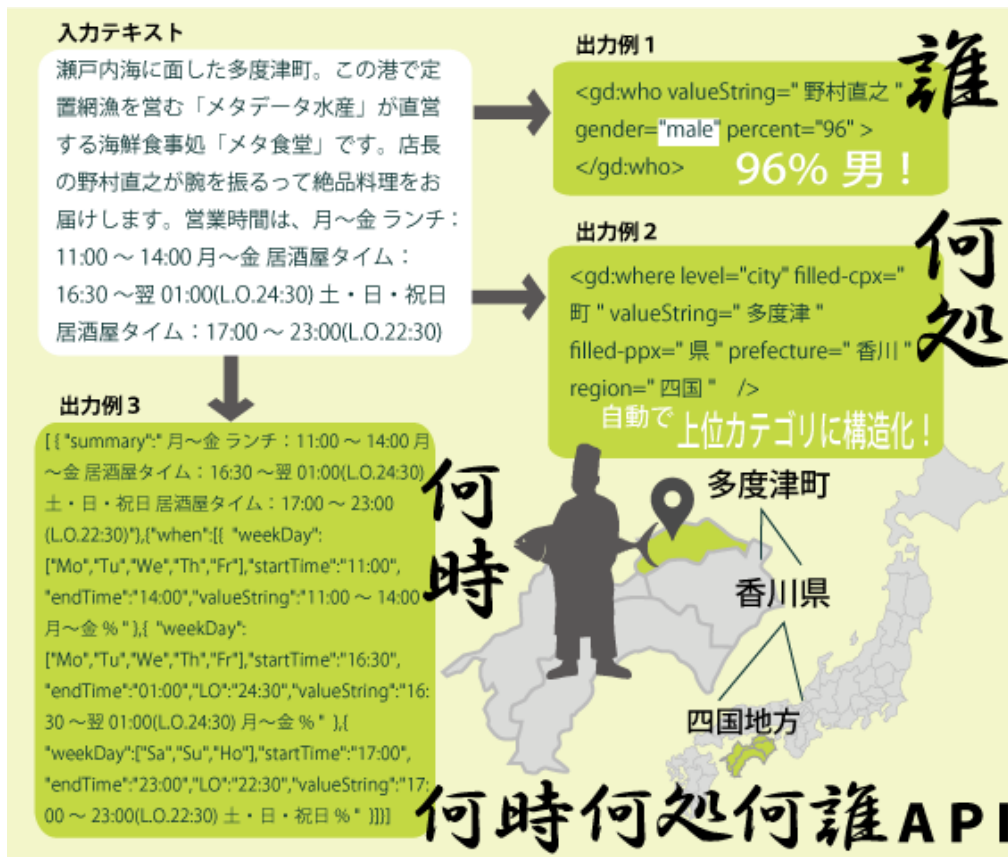 入力テキスト
瀬戸内海に面した多度津町。この港で定
置網漁を営む「メタデータ水産」が直営
する海鮮食事処「メタ食堂」です。店長
の野村直之が腕を振るって絶品料理をお
届けします。営業時間は、月〜金 ランチ：
11:00 〜 14:00 月〜金 居酒屋タイム：
16:30 〜翌 01:00(L.O.24:30) 土・日・祝日
居酒屋タイム：17:00 〜 23:00(L.O.22:30)
出力例 1
<gd:who valueString=" 野村直之 "
gender="male" percent="96" >
</gd:who>
96% 男！
誰
出力例 2
<gd:where level="city" filled-cpx="
町 " valueString=" 多度津 "
filled-ppx=" 県 " prefecture=" 香川 "
region=" 四国 " />
自動で 上位カテゴリに構造化！
何処
出力例 3
[ { "summary":" 月〜金 ランチ：11:00 〜 14:00 月
〜金 居酒屋タイム：16:30 〜翌 01:00(L.O.24:30)
土・日・祝日 居酒屋タイム：17:00 〜 23:00
(L.O.22:30)"},{"when":[{ "weekDay":
["Mo","Tu","We","Th","Fr"],"startTime":"11:00",
"endTime":"14:00","valueString":"11:00 〜 14:00
月〜金 % " },{ "weekDay":
["Mo","Tu","We","Th","Fr"],"startTime":"16:30",
"endTime":"01:00","LO":"24:30","valueString":"16:
30 〜翌 01:00(L.O.24:30) 月〜金 % " },{
"weekDay":["Sa","Su","Ho"],"startTime":"17:00",
"endTime":"23:00","LO":"22:30","valueString":"17:
00 〜 23:00(L.O.22:30) 土・日・祝日 % " }]}]
何時
多度津町
香川県
四国地方
何時何処何誰 API